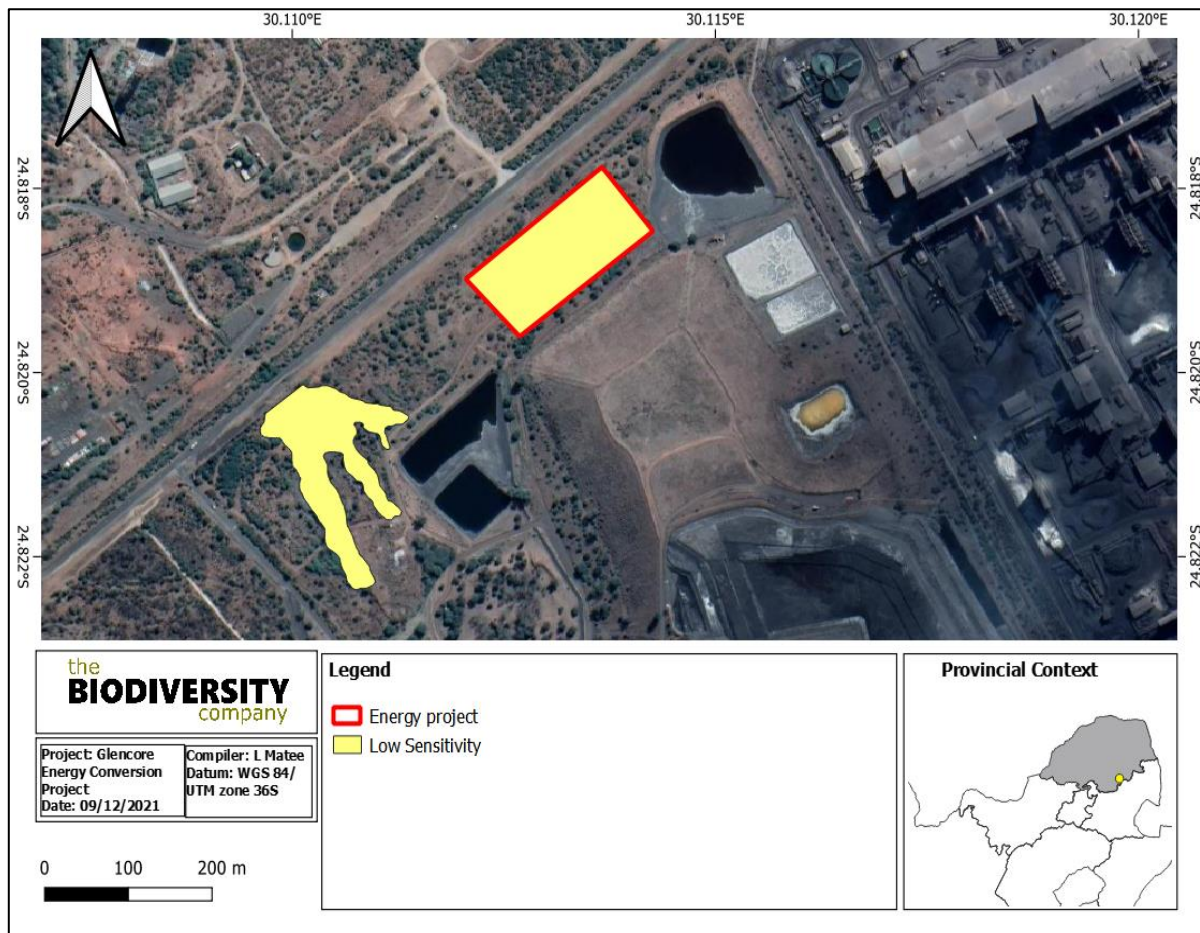 30.110°E
30.115°E
30.120°E
24.818°S
24.818°S
24.820°S
24.820°S
24.822°S
24.822°S
the
BIODIVERSITY
company
Project: Glencore
Energy Conversion
Project
Date: 09/12/2021
Compiler: L Matee
Datum: WGS 84/
UTM zone 36S
0 100 200 m
Legend
Energy project
Low Sensitivity
Provincial Context